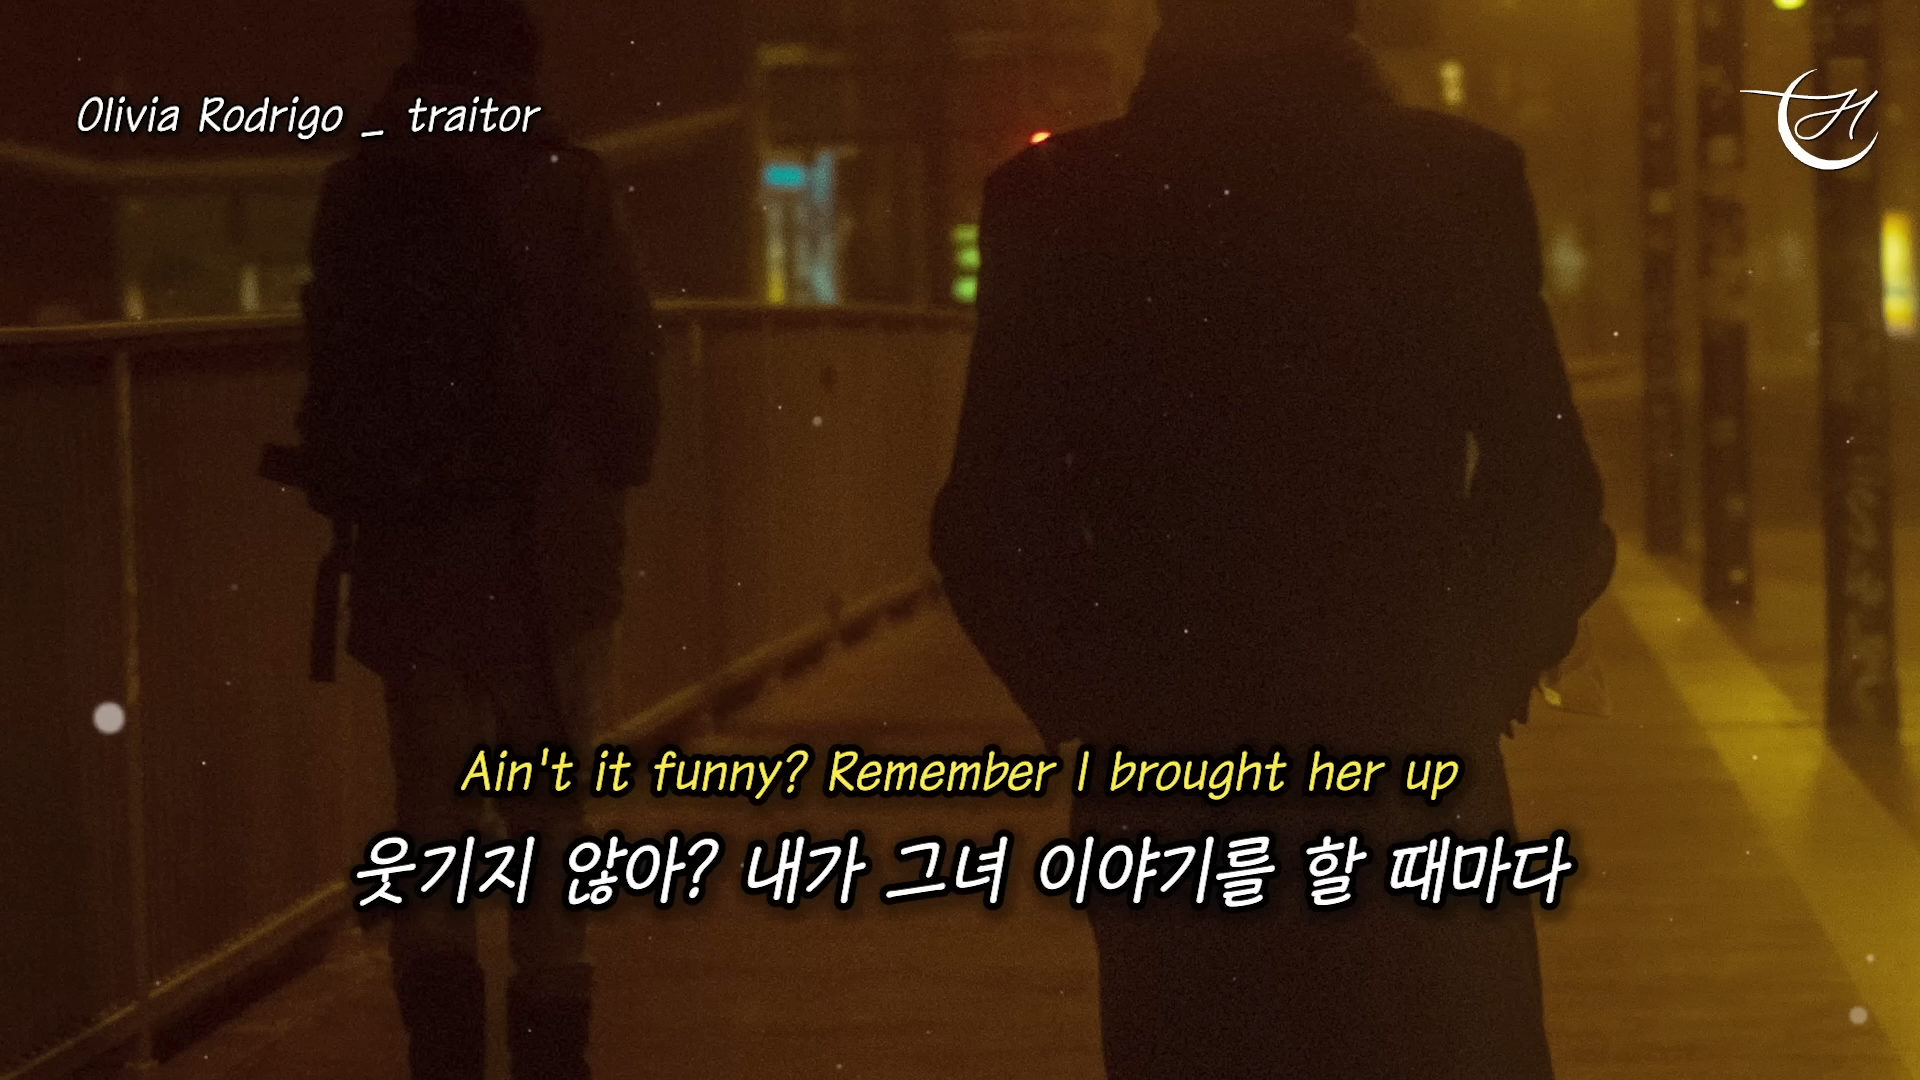 Olivia Rodrigo _ traitor
Ain't it funny? Remember I brought her up
웃기지 않아? 내가 그녀 이야기를 할 때마다